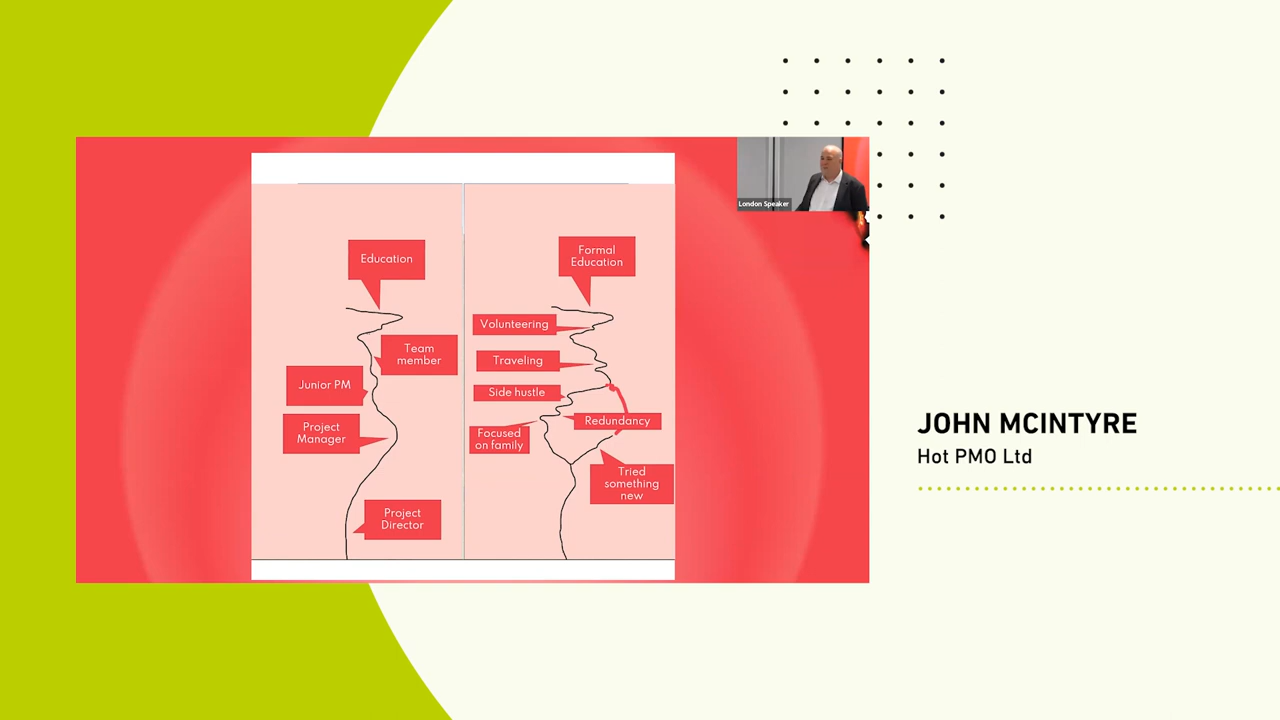 London Speaker
Education
Team
member
Junior PM
Project
Manager
Project
Director
Formal
Education
Volunteering
Traveling
Side hustle
Redundancy
Focused
on family
Tried
something
new
JOHN MCINTYRE
Hot PMO Ltd